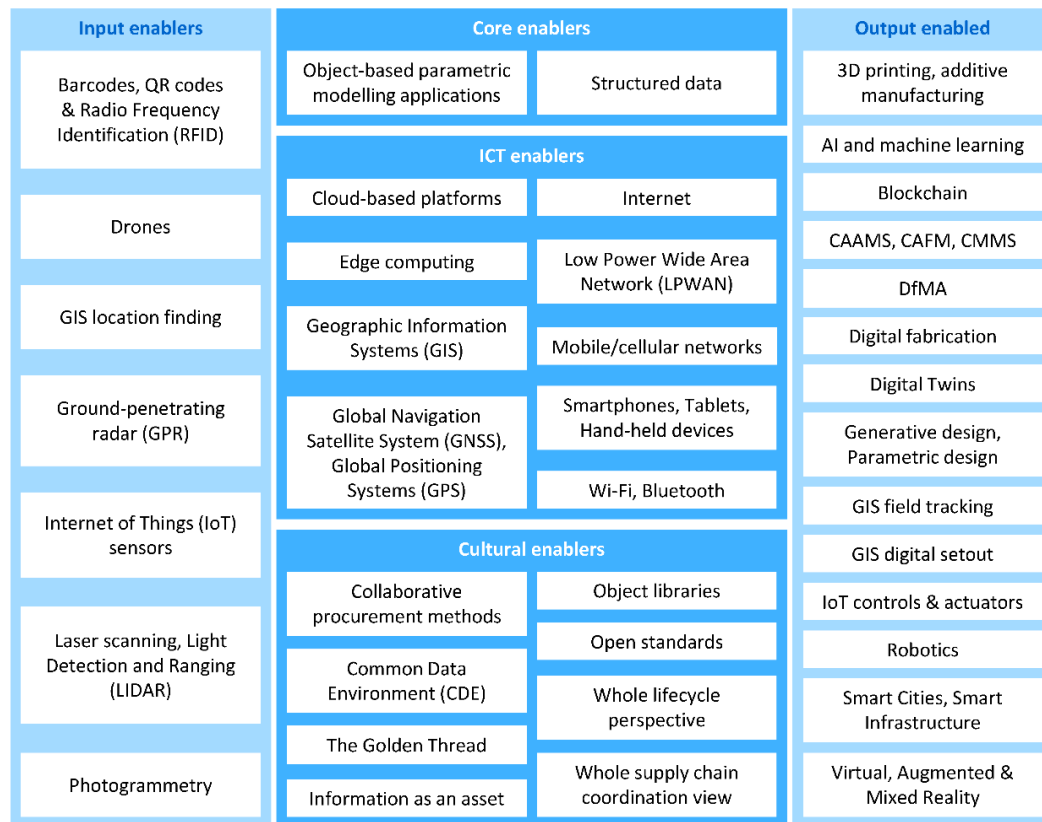 Input enablers
Barcodes, QR codes
& Radio Frequency
Identification (RFID)
Drones
GIS location finding
Ground-penetrating
radar (GPR)
Internet of Things (IoT)
sensors
Laser scanning, Light
Detection and Ranging
(LIDAR)
Photogrammetry
Core enablers
Object-based parametric
modelling applications
Structured data
ICT enablers
Cloud-based platforms
Internet
Edge computing
Low Power Wide Area
Network (LPWAN)
Geographic Information
Systems (GIS)
Mobile/cellular networks
Global Navigation
Satellite System (GNSS),
Global Positioning
Systems (GPS)
Smartphones, Tablets,
Hand-held devices
Wi-Fi, Bluetooth
Cultural enablers
Collaborative
procurement methods
Object libraries
Open standards
Common Data
Environment (CDE)
Whole lifecycle
perspective
The Golden Thread
Information as an asset
Whole supply chain
coordination view
Output enabled
3D printing, additive
manufacturing
AI and machine learning
Blockchain
CAAMS, CAFM, CMMS
DfMA
Digital fabrication
Digital Twins
Generative design,
Parametric design
GIS field tracking
GIS digital setout
IoT controls & actuators
Robotics
Smart Cities, Smart
Infrastructure
Virtual, Augmented &
Mixed Reality